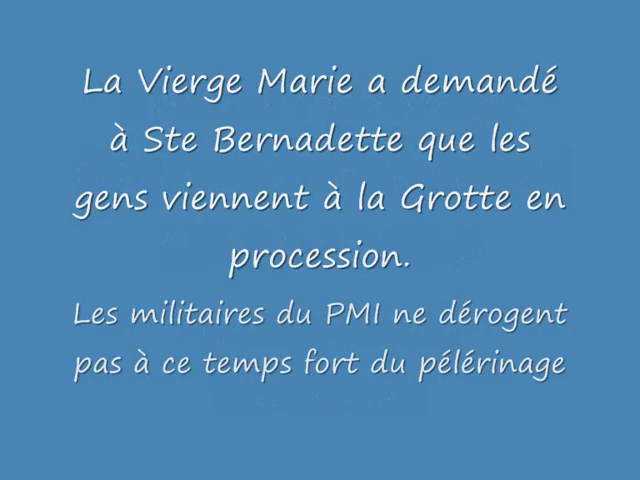 La Vierge Marie a demandé
à Ste Bernadette que les
gens viennent à la Grotte en
procession.
Les militaires du PMI ne dérogent
pas à ce temps fort du pélérinage